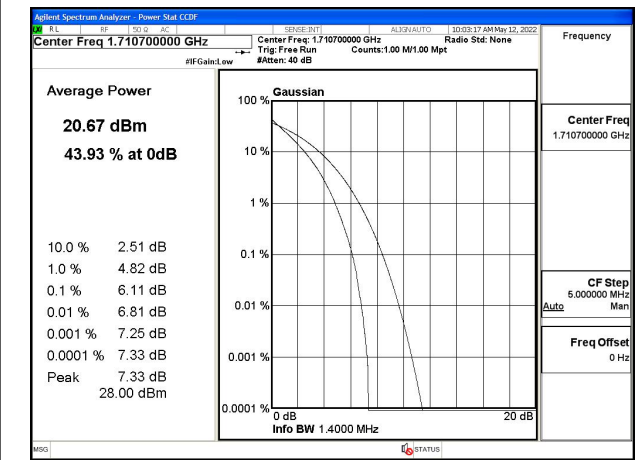 Agilent Spectrum Analyzer - Power Stat CCDF
LXI RL RF 50 Ω AC SENSE:INT ALIGN AUTO 10:03:17 AM May 12, 2022
Center Freq 1.710700000 GHz
Center Freq: 1.710700000 GHz Radio Std: None
Trig: Free Run Counts:1.00 M/1.00 Mpt
#IFGain:Low #Atten: 40 dB
Frequency
Average Power
20.67 dBm
43.93 % at 0dB
10.0 % 2.51 dB
1.0 % 4.82 dB
0.1 % 6.11 dB
0.01 % 6.81 dB
0.001 % 7.25 dB
0.0001 % 7.33 dB
Peak 7.33 dB
28.00 dBm
Gaussian
100 %
10 %
1 %
0.1 %
0.01 %
0.001 %
0.0001 %
0 dB 20 dB
Info BW 1.4000 MHz
Center Freq
1.710700000 GHz
CF Step
5.000000 MHz
Auto Man
Freq Offset
0 Hz
MSG STATUS